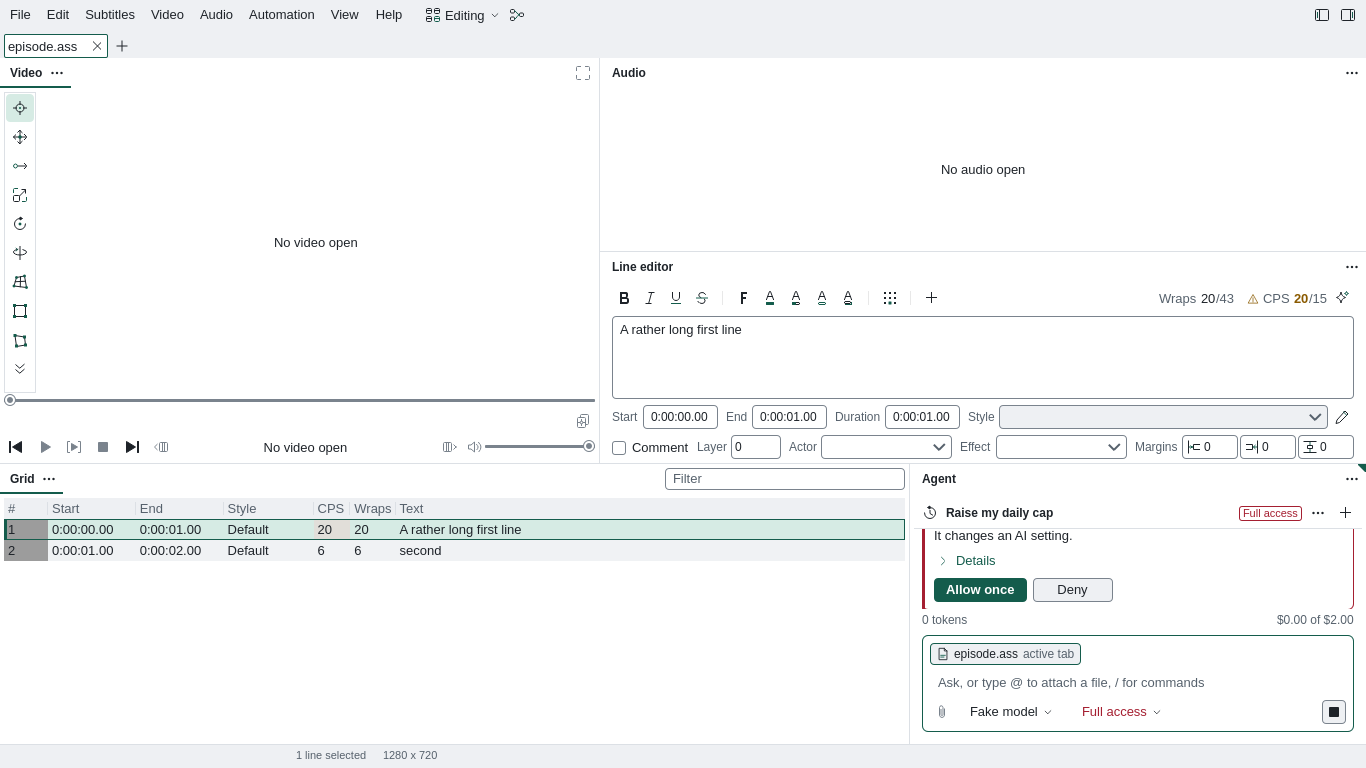 File Edit Subtitles Video Audio Automation View Help Editing
episode.ass
Video
No video open
No video open
Audio
No audio open
Line editor
Wraps 20/43 CPS 20/15
A rather long first line
Start 0:00:00.00 End 0:00:01.00 Duration 0:00:01.00 Style
Comment Layer 0 Actor Effect Margins 0 0 0
Grid Filter
# Start End Style CPS Wraps Text
1 0:00:00.00 0:00:01.00 Default 20 20 A rather long first line
2 0:00:01.00 0:00:02.00 Default 6 6 second
Agent
Raise my daily cap Full access
It changes an AI setting.
Details
Allow once Deny
0 tokens $0.00 of $2.00
episode.ass active tab
Ask, or type @ to attach a file, / for commands
Fake model Full access
1 line selected 1280 x 720